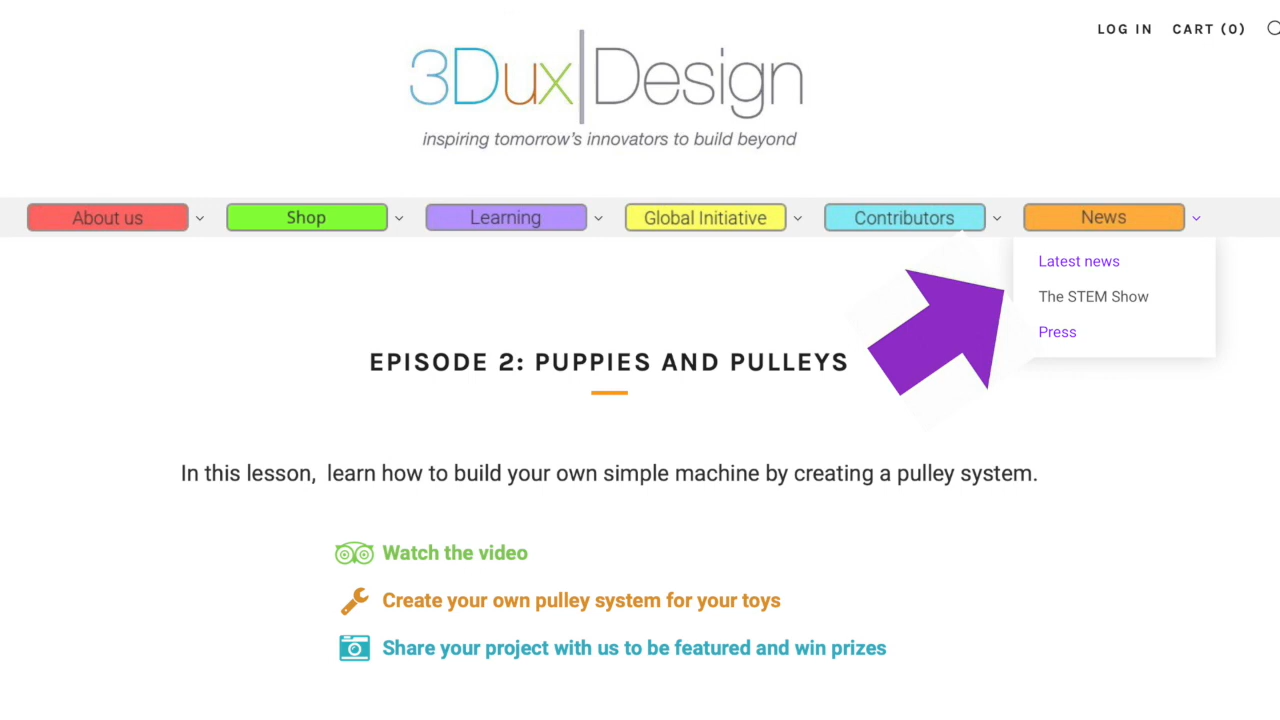 LOG IN CART (0)
3Dux|Design
inspiring tomorrow's innovators to build beyond
About us Shop Learning Global Initiative Contributors News
Latest news
The STEM Show
Press
EPISODE 2: PUPPIES AND PULLEYS
In this lesson, learn how to build your own simple machine by creating a pulley system.
Watch the video
Create your own pulley system for your toys
Share your project with us to be featured and win prizes